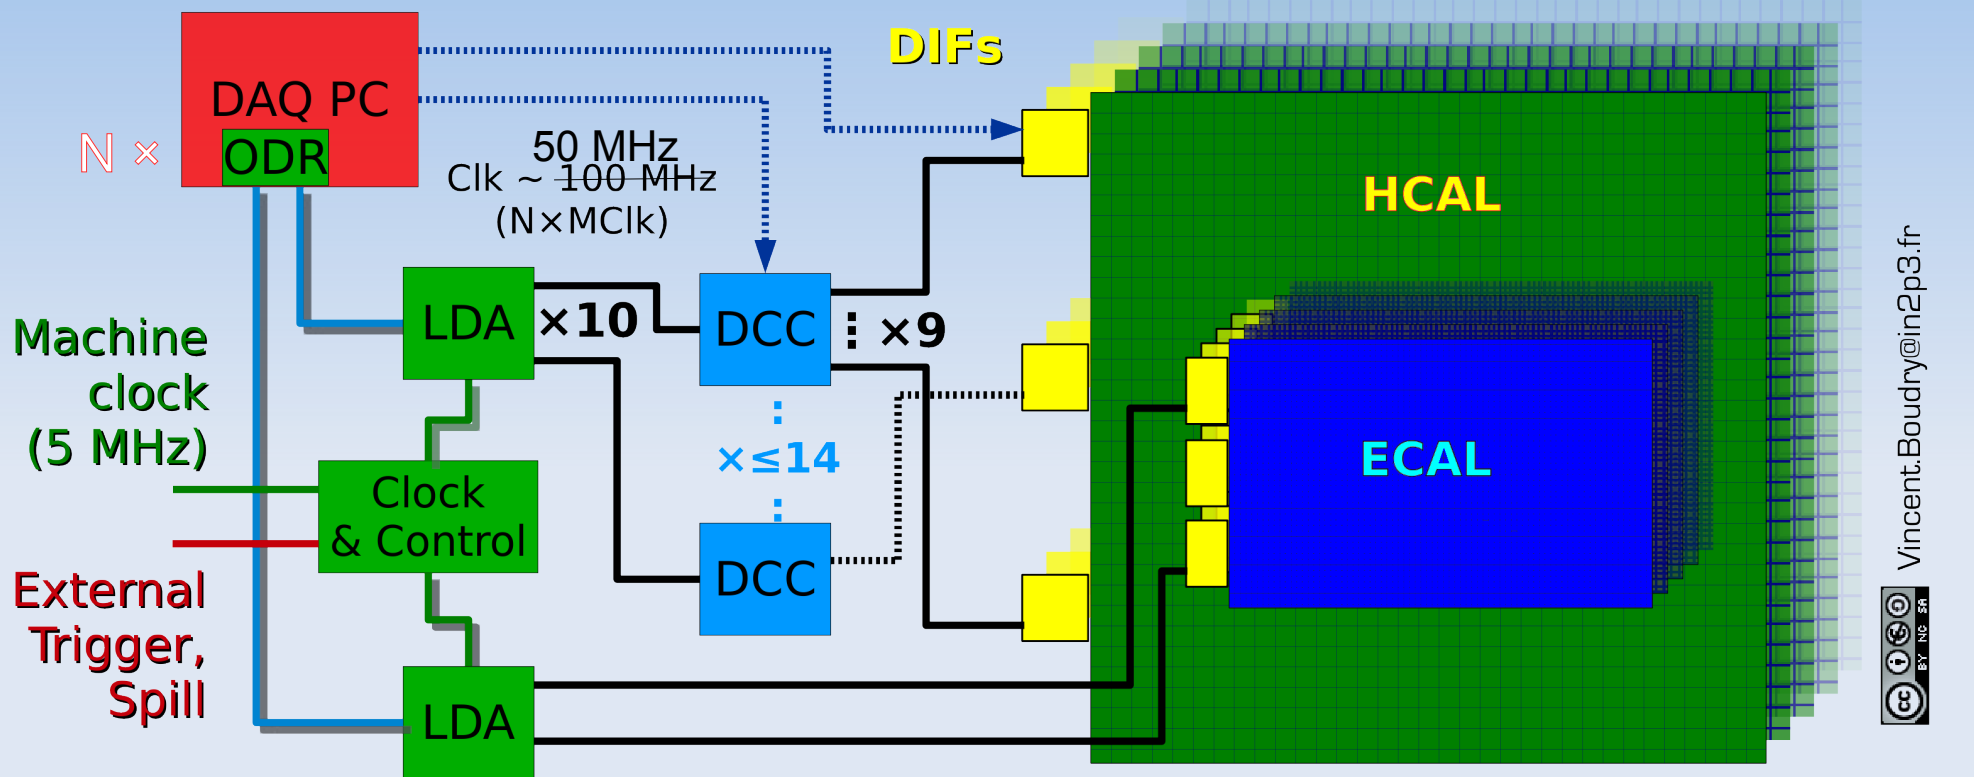 DIFs
DAQ PC
N ×
ODR
50 MHz
Clk ~ 100 MHz
(N×MClk)
HCAL
LDA
×10
DCC
⋮ ×9
Machine
clock
(5 MHz)
×≤14
ECAL
Clock
& Control
DCC
External
Trigger,
Spill
LDA
Vincent.Boudry@in2p3.fr
cc
BY NC SA